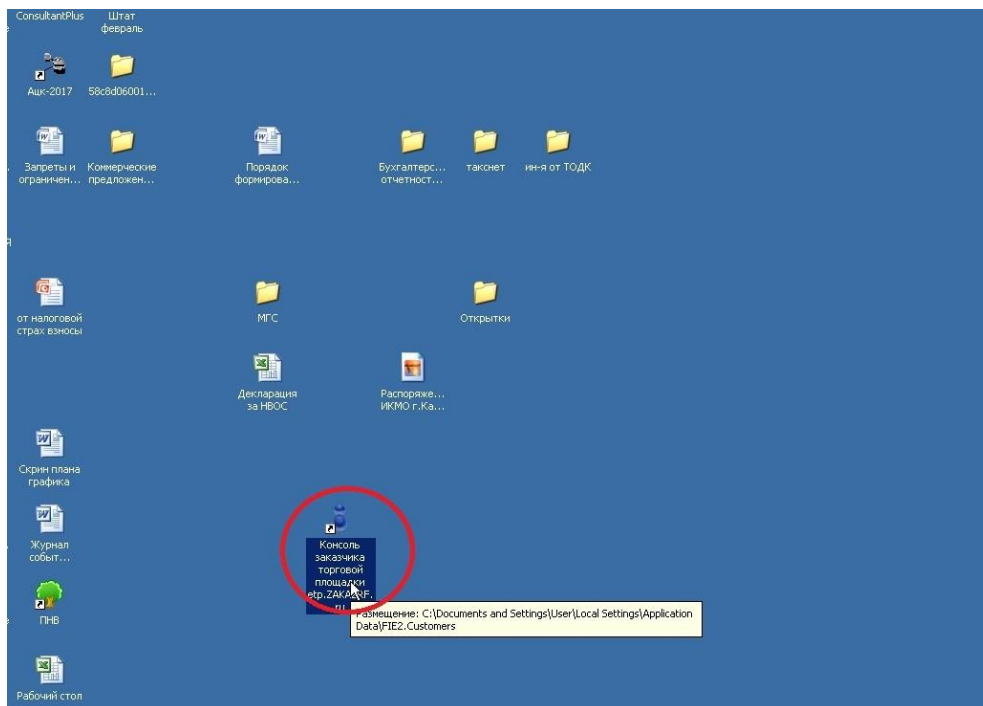 ConsultantPlus
Штат
февраль
Ацк-2017
58c8d06001...
Запреты и
ограничен...
Коммерческие
предложен...
Порядок
формирова...
Бухгалтерс...
отчетност...
такснет
ин-я от ТОДК
от налоговой
страх взносы
МГС
Открытки
Декларация
за НВОС
Распоряже...
ИКМО г.Ка...
Скрин плана
графика
Журнал
событ...
Консоль
заказчика
торговой
площадки
etp.ZAKAZRF.
ru
Размещение: C:\Documents and Settings\User\Local Settings\Application
Data\FIE2.Customers
ПНВ
Рабочий стол